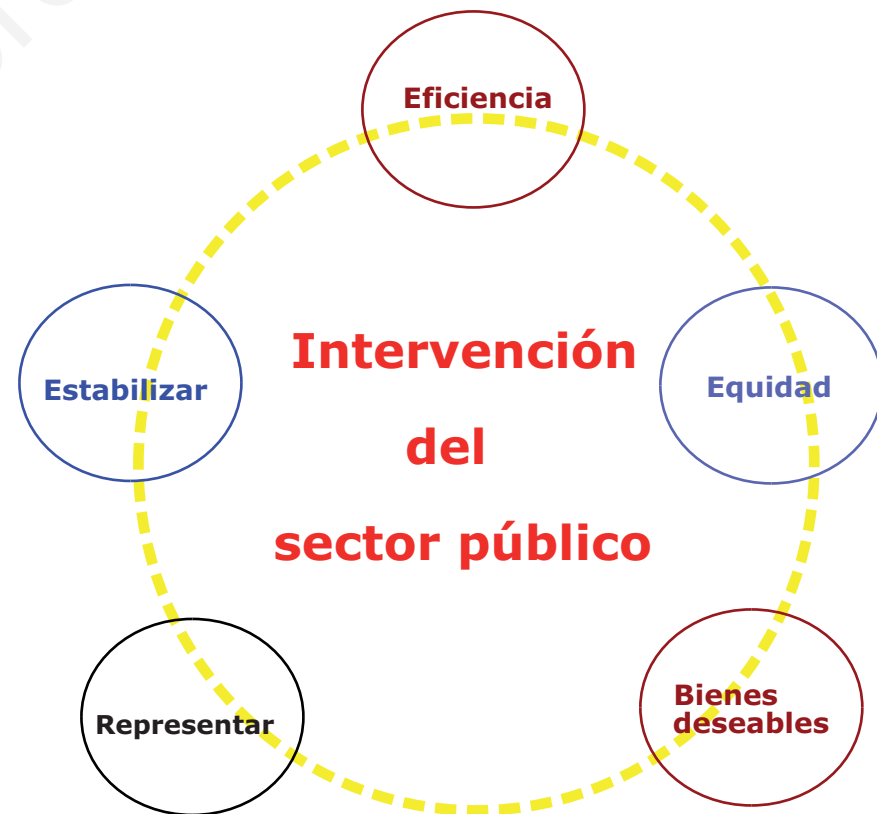 Eficiencia
Intervención
del
sector público
Estabilizar
Equidad
Representar
Bienes
deseables